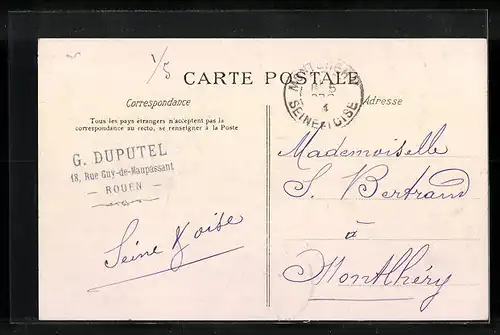 1/5
CARTE POSTALE
Correspondance
Adresse
Tous les pays étrangers n'acceptent pas la
correspondance au recto, se renseigner à la Poste
G. DUPUTEL
18, Rue Guy-de-Maupassant
— ROUEN —
SEINE ET OISE
Mademoiselle
S. Bertrand
à
Montlhéry
Seine & oise